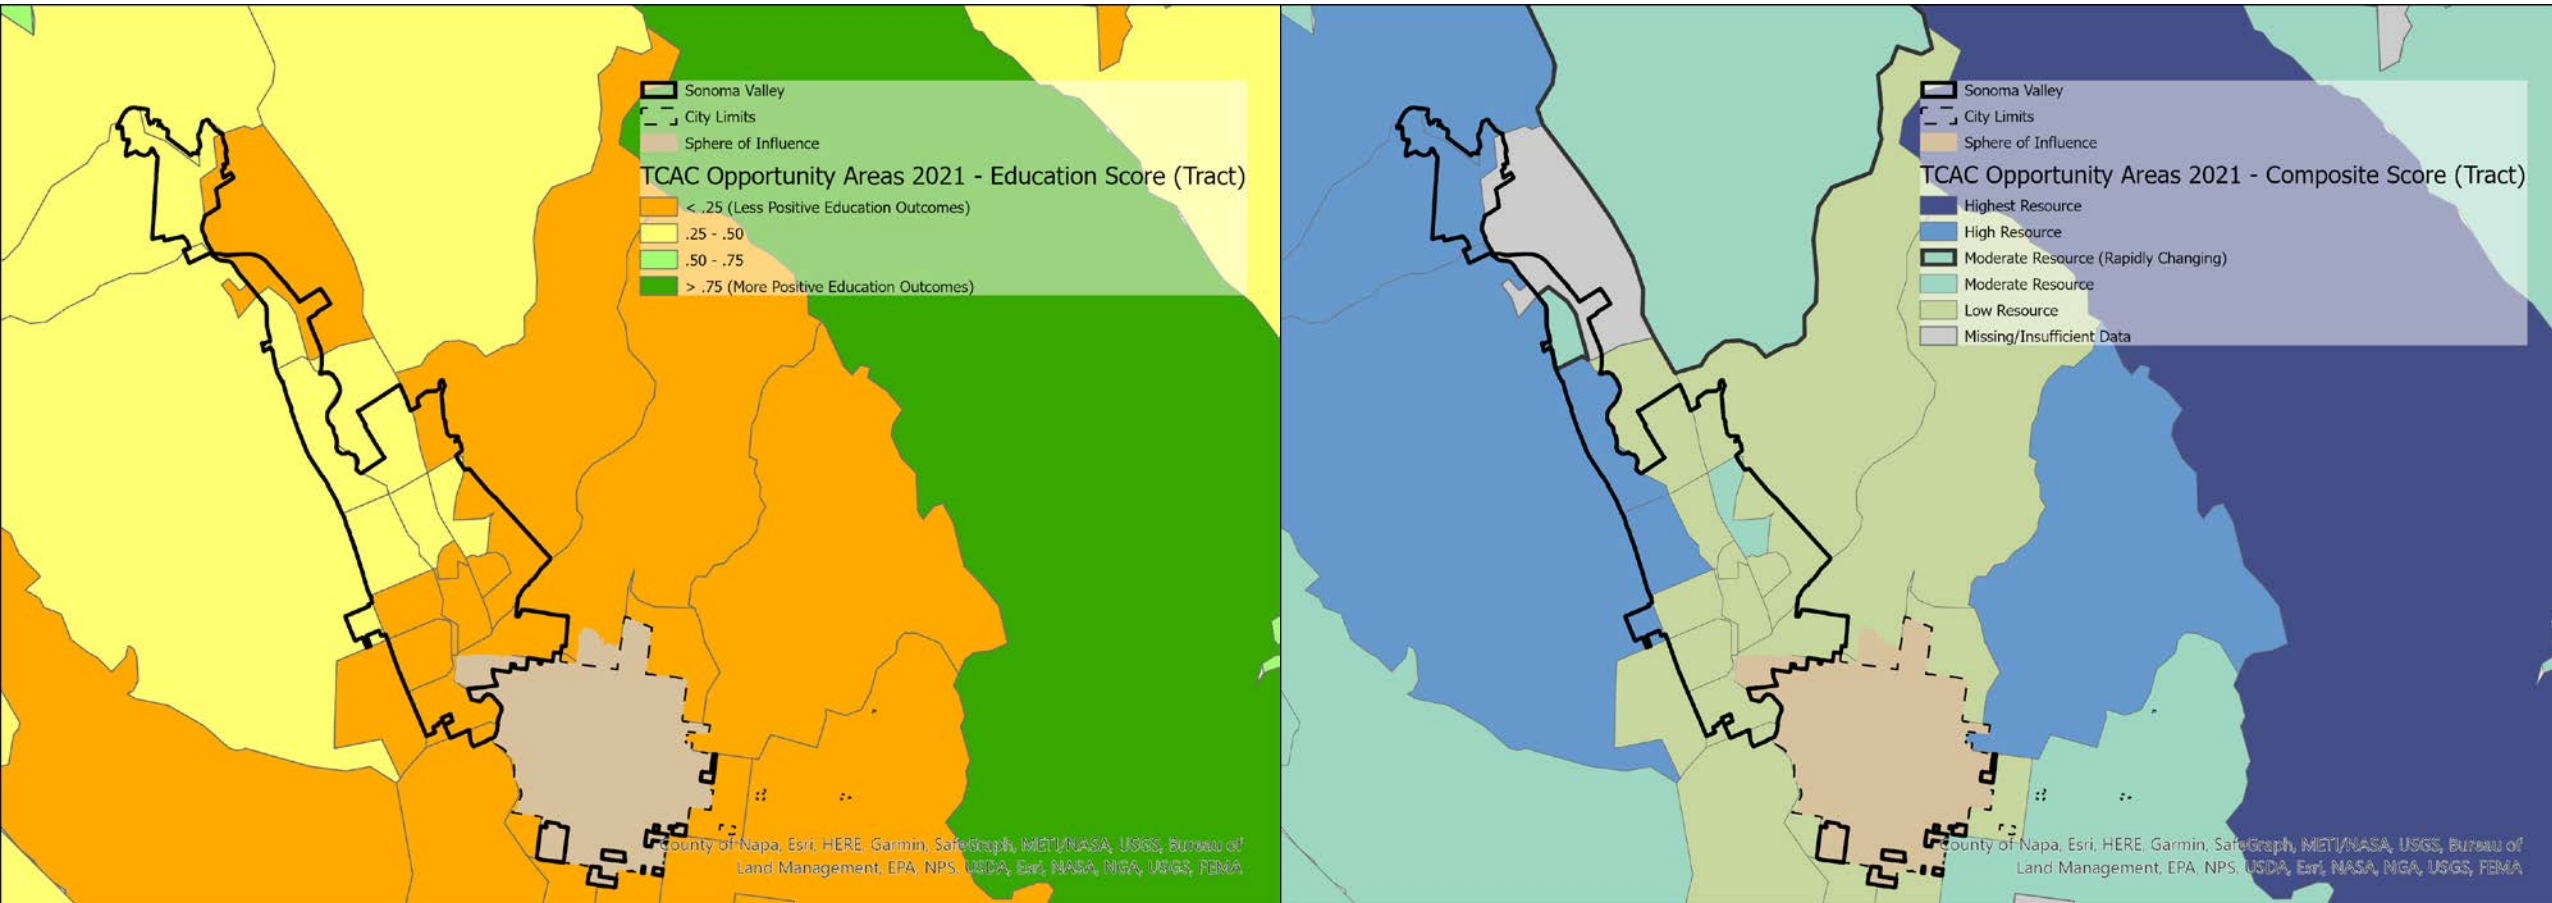 Sonoma Valley
City Limits
Sphere of Influence
TCAC Opportunity Areas 2021 - Education Score (Tract)
< .25 (Less Positive Education Outcomes)
.25 - .50
.50 - .75
> .75 (More Positive Education Outcomes)
County of Napa, Esri, HERE, Garmin, SafeGraph, METI/NASA, USGS, Bureau of
Land Management, EPA, NPS, USDA, Esri, NASA, NGA, USGS, FEMA
Sonoma Valley
City Limits
Sphere of Influence
TCAC Opportunity Areas 2021 - Composite Score (Tract)
Highest Resource
High Resource
Moderate Resource (Rapidly Changing)
Moderate Resource
Low Resource
Missing/Insufficient Data
County of Napa, Esri, HERE, Garmin, SafeGraph, METI/NASA, USGS, Bureau of
Land Management, EPA, NPS, USDA, Esri, NASA, NGA, USGS, FEMA